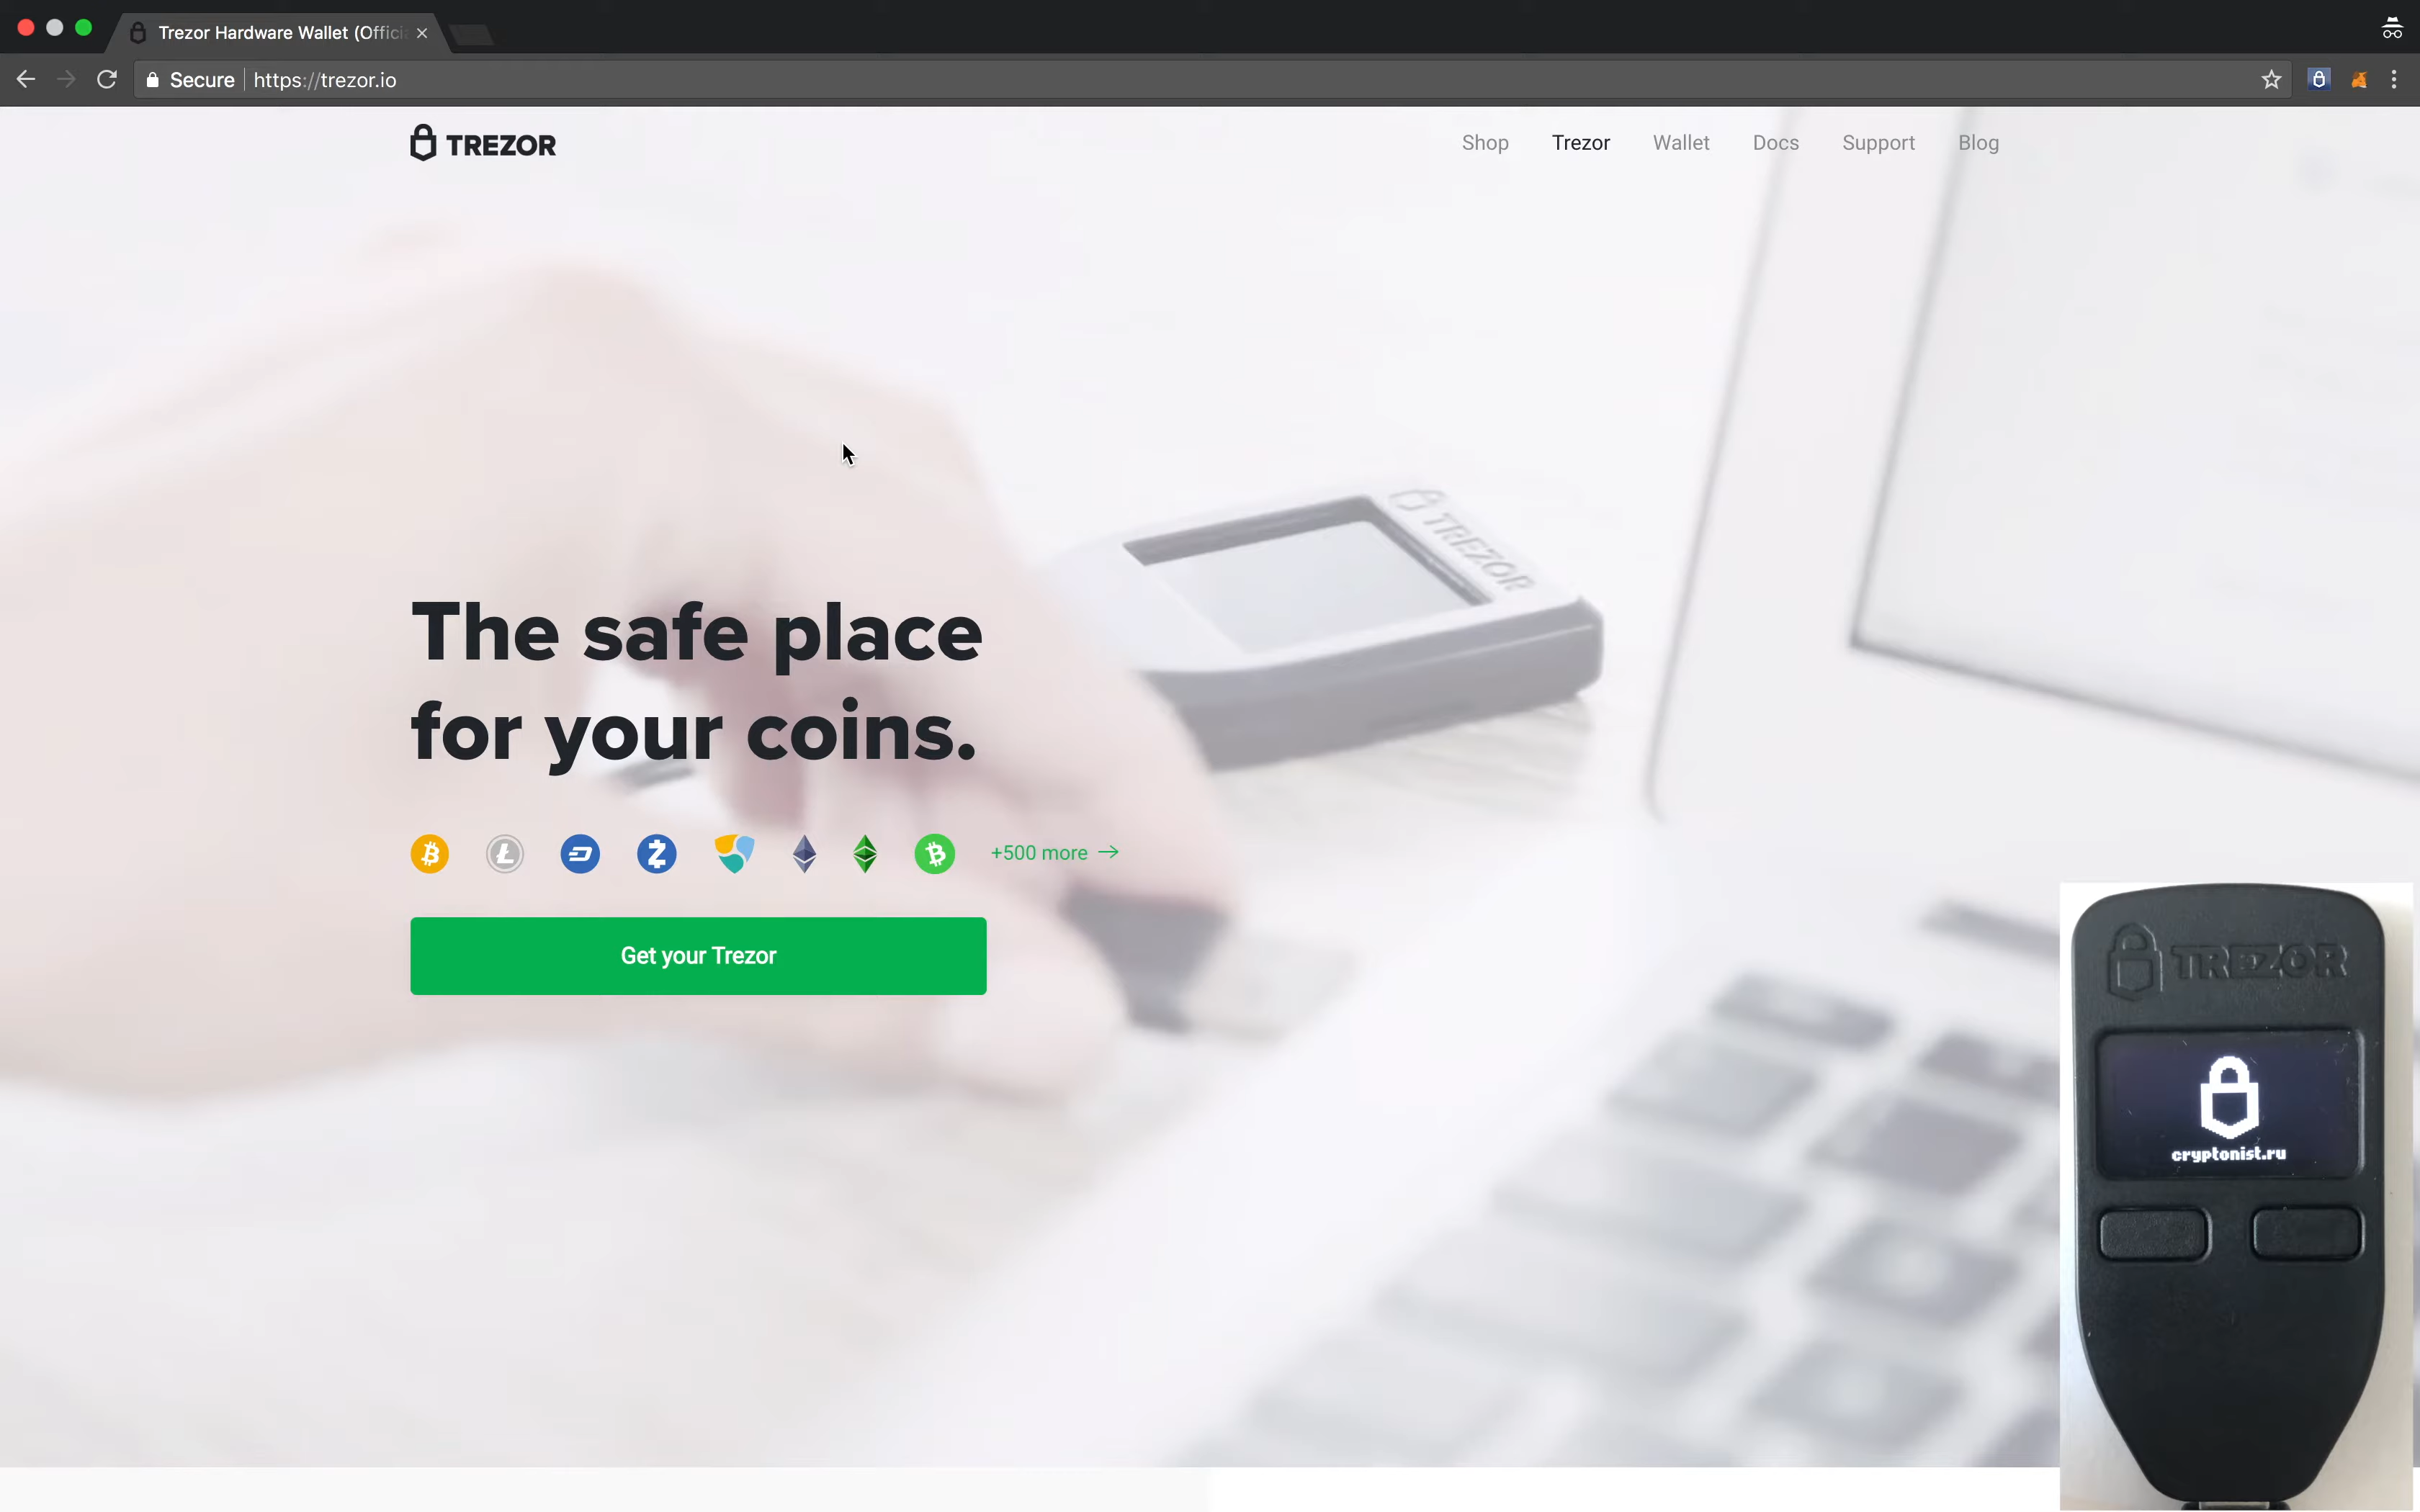 Trezor Hardware Wallet (Offici
Secure https://trezor.io
TREZOR
Shop Trezor Wallet Docs Support Blog
TREZOR
The safe place
for your coins.
+500 more →
Get your Trezor
TREZOR
cryptonist.ru